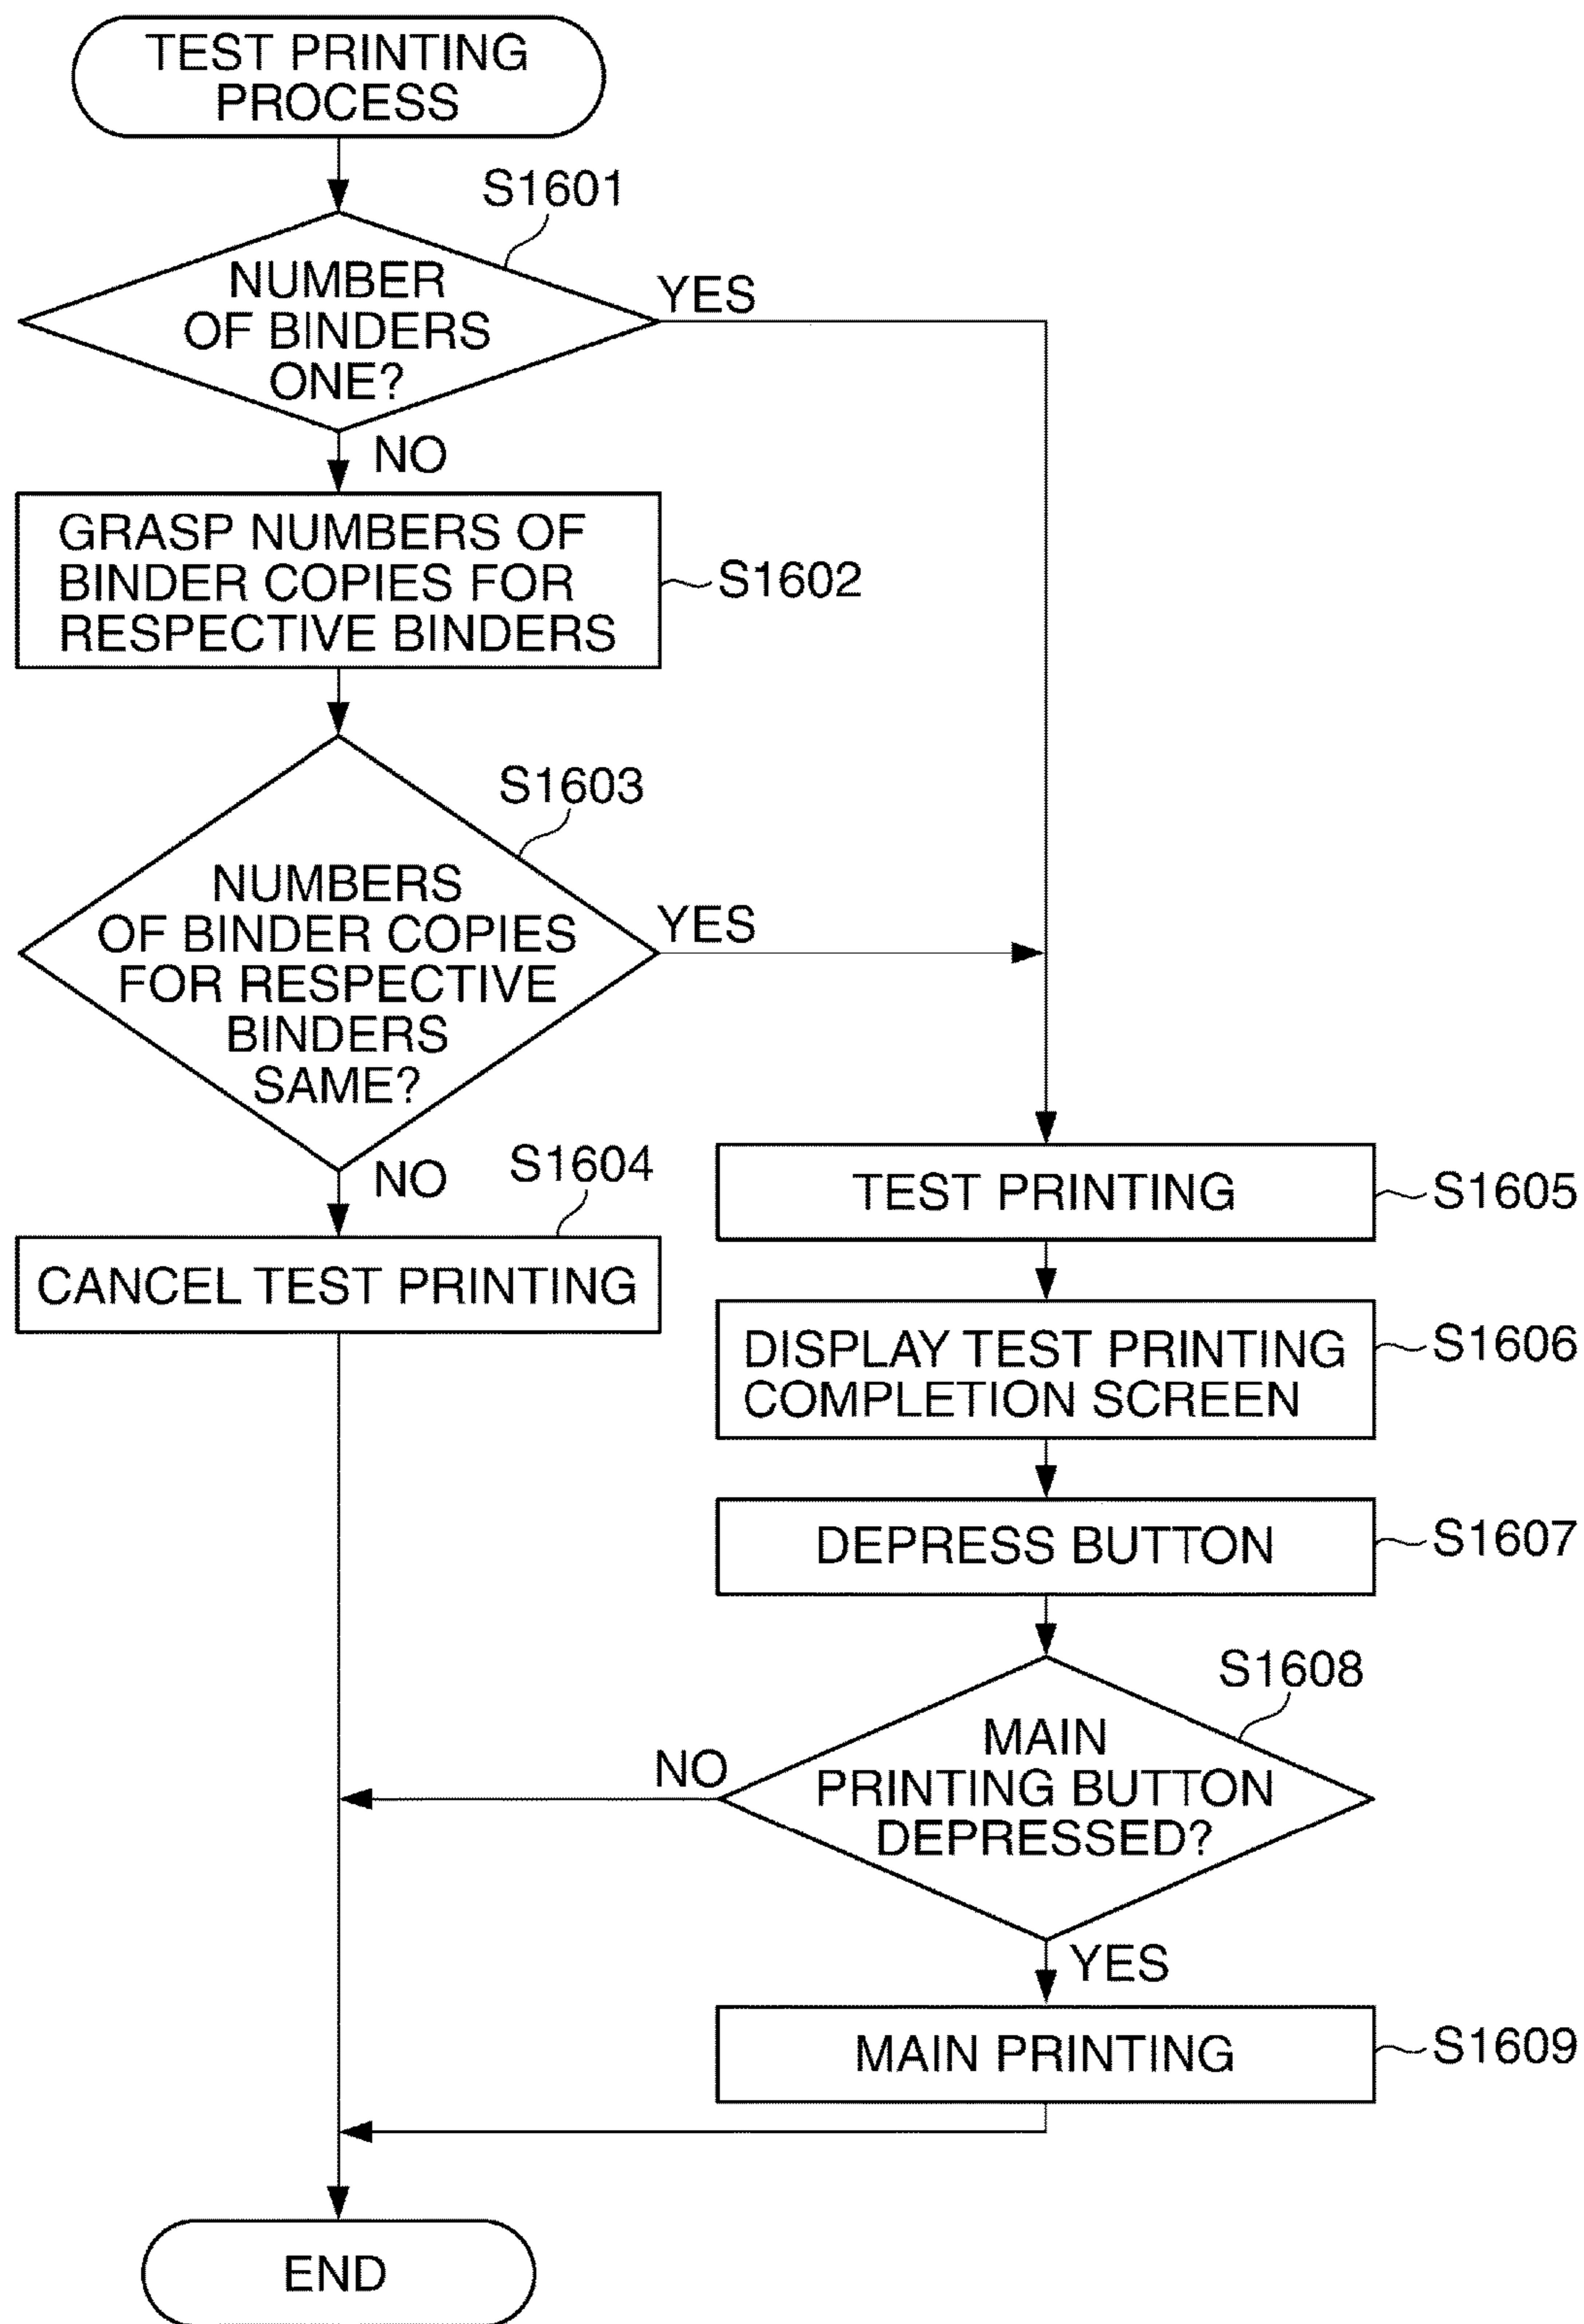 TEST PRINTING
PROCESS
S1601
NUMBER
OF BINDERS
ONE?
YES
NO
GRASP NUMBERS OF
BINDER COPIES FOR
RESPECTIVE BINDERS
S1602
S1603
NUMBERS
OF BINDER COPIES
FOR RESPECTIVE
BINDERS
SAME?
YES
NO
S1604
CANCEL TEST PRINTING
TEST PRINTING
S1605
DISPLAY TEST PRINTING
COMPLETION SCREEN
S1606
DEPRESS BUTTON
S1607
S1608
MAIN
PRINTING BUTTON
DEPRESSED?
NO
YES
MAIN PRINTING
S1609
END